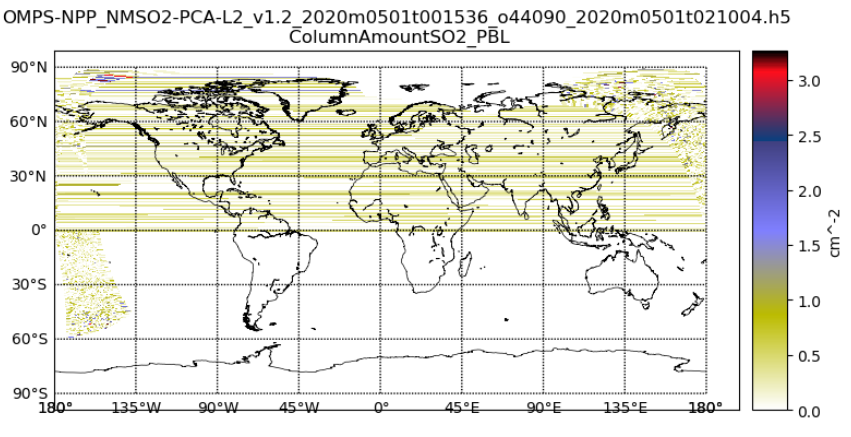 OMPS-NPP_NMSO2-PCA-L2_v1.2_2020m0501t001536_o44090_2020m0501t021004.h5
ColumnAmountSO2_PBL
90°N
60°N
30°N
0°
30°S
60°S
90°S
180° 135°W 90°W 45°W 0° 45°E 90°E 135°E 180°
3.0
2.5
2.0
1.5
1.0
0.5
0.0
cm^-2